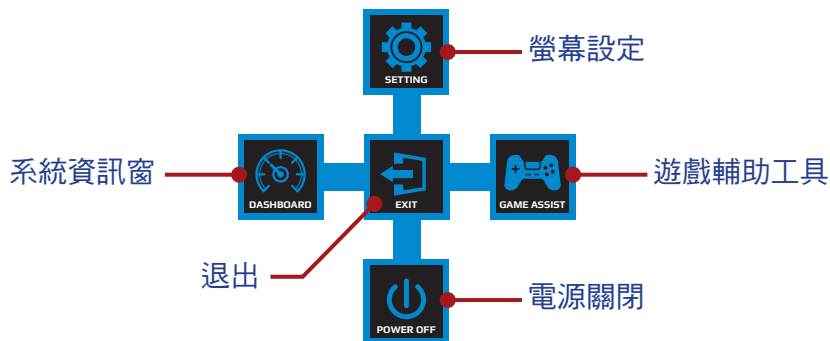 SETTING
螢幕設定
系統資訊窗
DASHBOARD
EXIT
GAME ASSIST
遊戲輔助工具
退出
POWER OFF
電源關閉